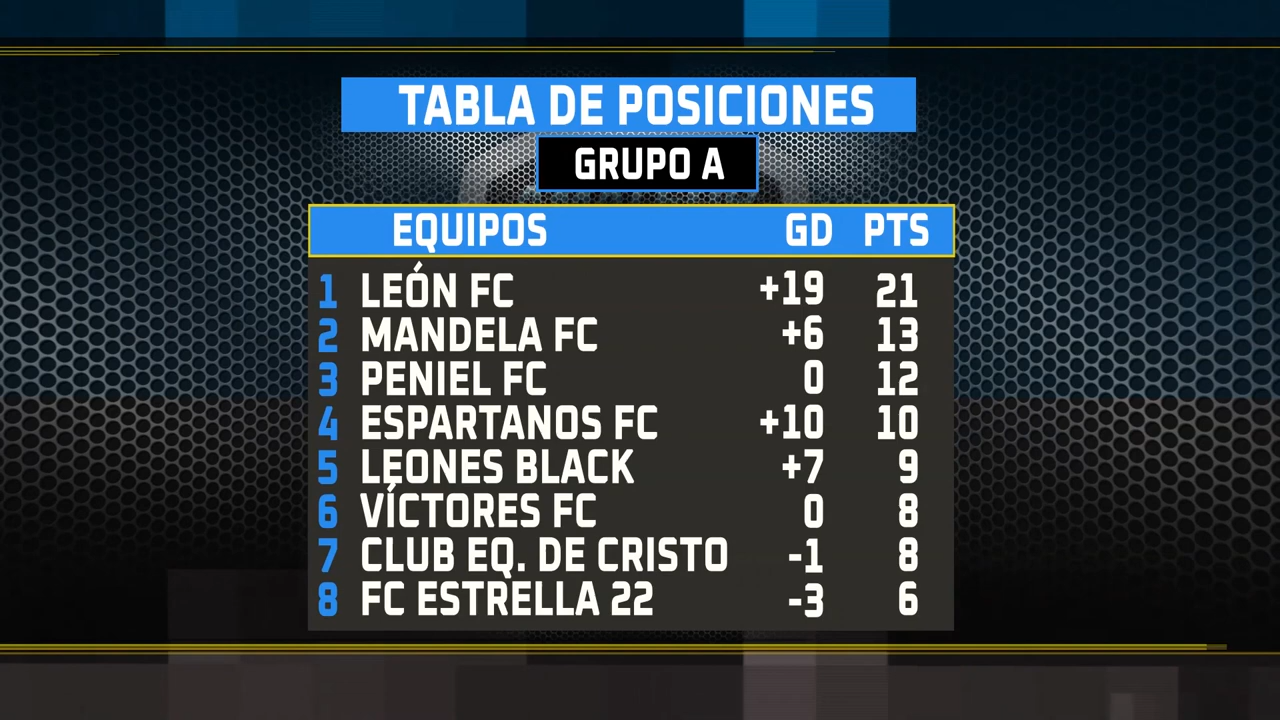 TABLA DE POSICIONES
GRUPO A
EQUIPOS GD PTS
1 LEÓN FC +19 21
2 MANDELA FC +6 13
3 PENIEL FC 0 12
4 ESPARTANOS FC +10 10
5 LEONES BLACK +7 9
6 VÍCTORES FC 0 8
7 CLUB EQ. DE CRISTO -1 8
8 FC ESTRELLA 22 -3 6